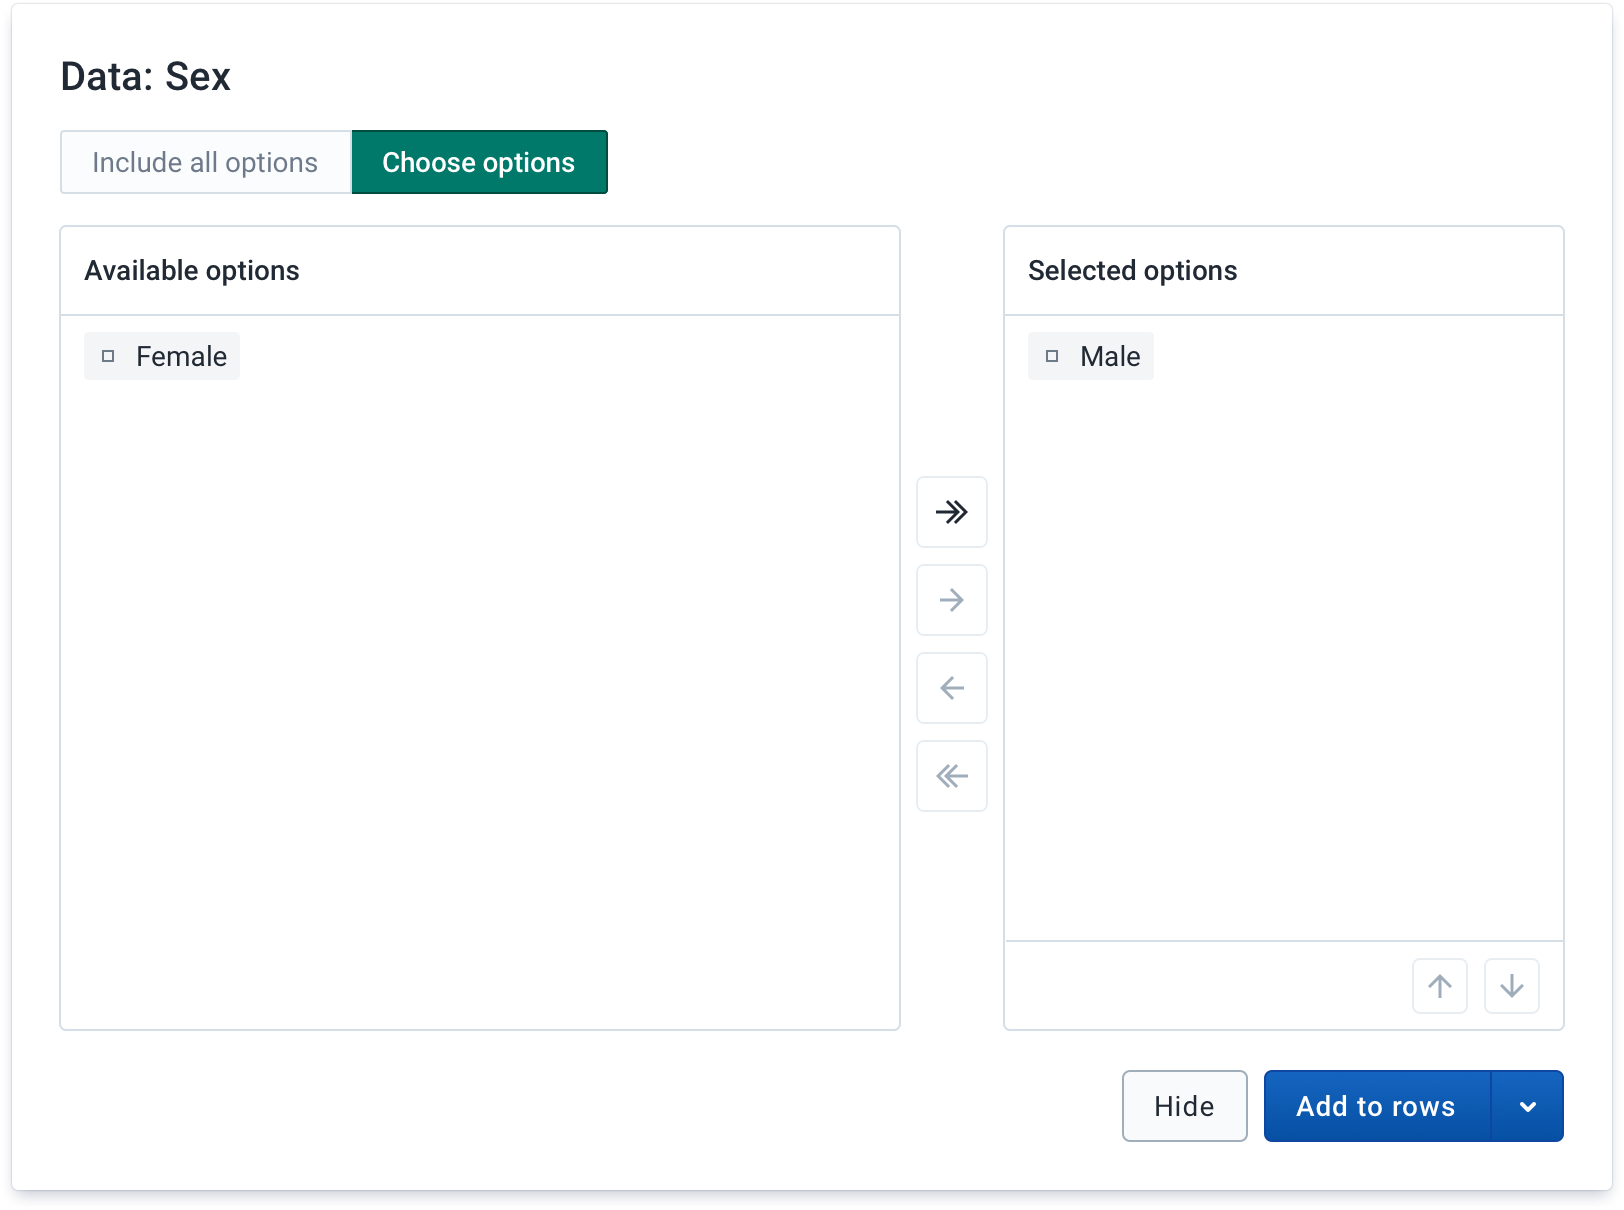 Data: Sex
Include all options
Choose options
Available options
Selected options
Female
Male
Hide
Add to rows